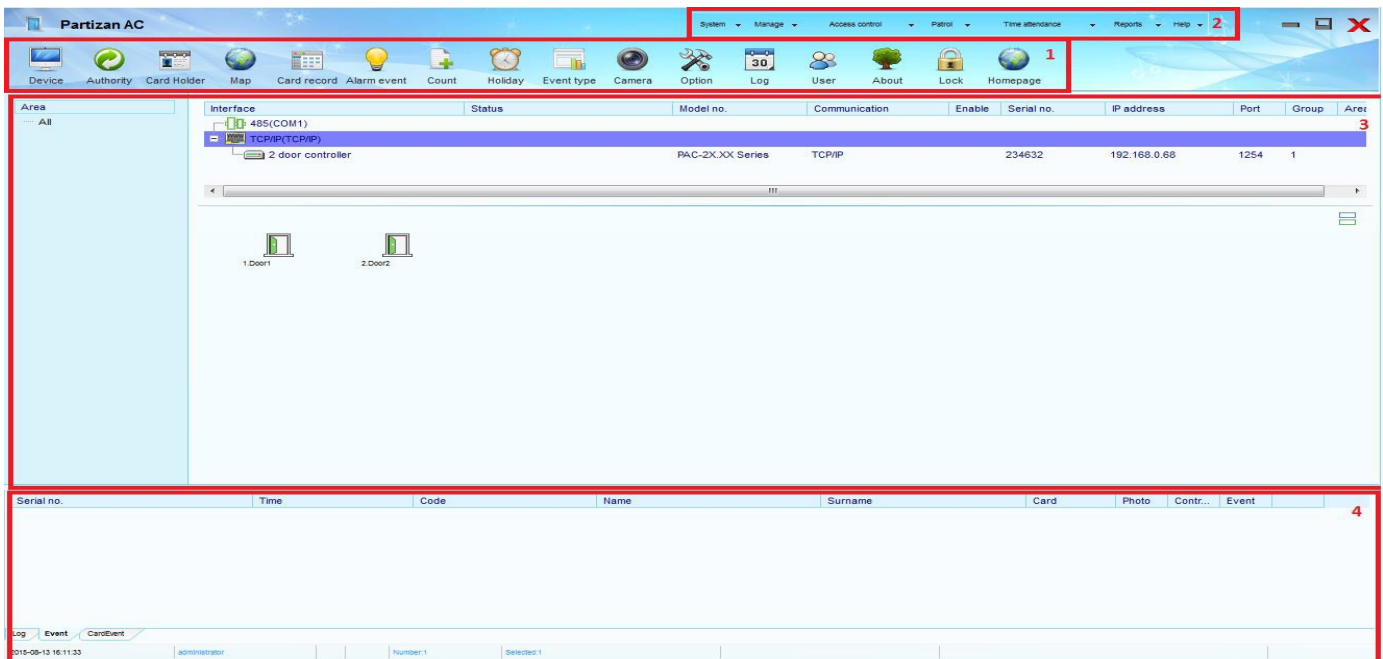 Partizan AC
System Manage Access control Patrol Time attendance Reports Help 2
Device Authority Card Holder Map Card record Alarm event Count Holiday Event type Camera Option Log User About Lock Homepage 1
30
Area
All
Interface Status Model no. Communication Enable Serial no. IP address Port Group Area
3
485(COM1)
TCP/IP(TCP/IP)
2 door controller PAC-2X.XX Series TCP/IP 234632 192.168.0.68 1254 1
1.Door1 2.Door2
Serial no. Time Code Name Surname Card Photo Contr... Event
4
Log Event CardEvent
2015-08-13 16:11:33 administrator Number:1 Selected:1